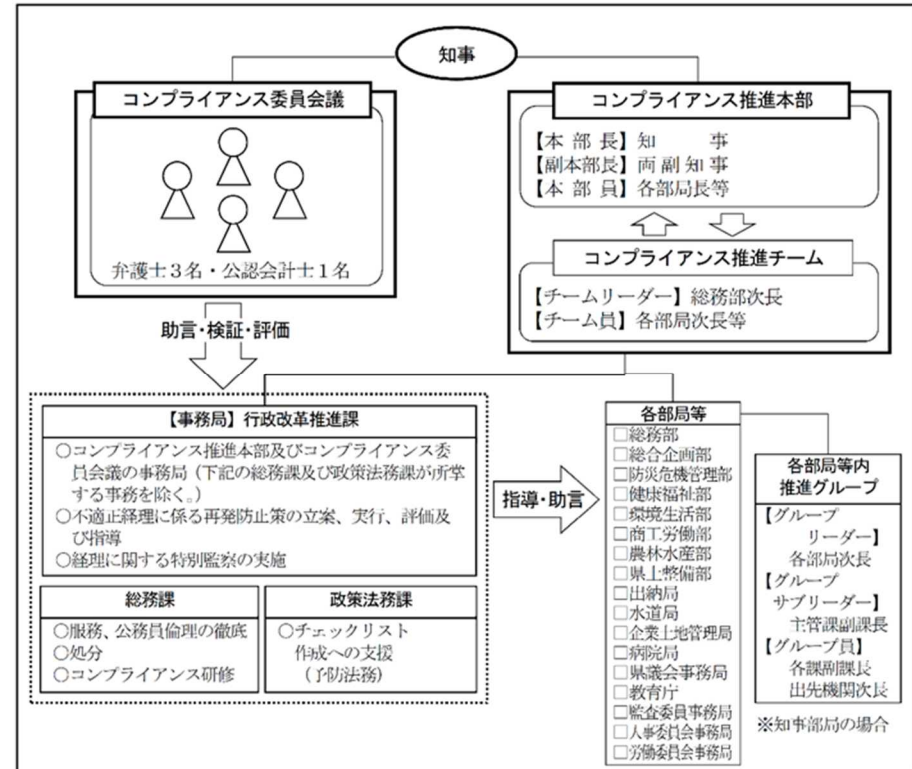 知事
コンプライアンス委員会議
弁護士３名・公認会計士１名
コンプライアンス推進本部
【本 部 長】知　　　事
【副本部長】両 副 知 事
【本 部 員】各部局長等
コンプライアンス推進チーム
【チームリーダー】総務部次長
【チーム員】各部局次長等
助言・検証・評価
【事務局】行政改革推進課
○コンプライアンス推進本部及びコンプライアンス委
員会議の事務局（下記の総務課及び政策法務課が所掌
する事務を除く。）
○不適正経理に係る再発防止策の立案、実行、評価及
び指導
○経理に関する特別監察の実施
総務課
○服務、公務員倫理の徹底
○処分
○コンプライアンス研修
政策法務課
○チェックリスト
作成への支援
（予防法務）
指導・助言
各部局等
□総務部
□総合企画部
□防災危機管理部
□健康福祉部
□環境生活部
□商工労働部
□農林水産部
□県土整備部
□出納局
□水道局
□企業土地管理局
□病院局
□県議会事務局
□教育庁
□監査委員事務局
□人事委員会事務局
□労働委員会事務局
各部局等内
推進グループ
【グループ
リーダー】
各部局次長
【グループ
サブリーダー】
主管課副課長
【グループ員】
各課副課長
出先機関次長
※知事部局の場合